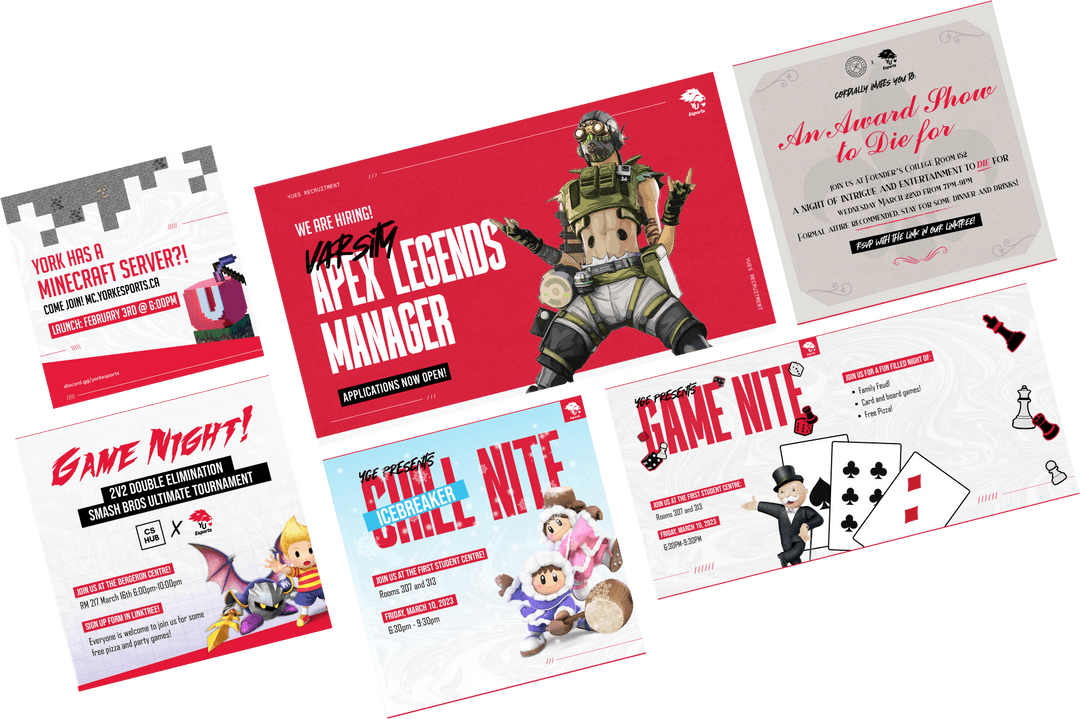 YORK HAS A
MINECRAFT SERVER?!
COME JOIN! MC.YORKESPORTS.CA
LAUNCH: FEBRUARY 3RD @ 6:00PM
U
discord.gg/yorkesports
YUES RECRUITMENT
YU
Esports
WE ARE HIRING!
VARSITY
APEX LEGENDS
MANAGER
APPLICATIONS NOW OPEN!
YUES RECRUITMENT
X
YU
Esports
CORDIALLY INVITES YOU TO:
An Award Show
to Die for
JOIN US AT FOUNDER'S COLLEGE ROOM 152
A NIGHT OF INTRIGUE AND ENTERTAINMENT TO DIE FOR
WEDNESDAY MARCH 22ND FROM 7PM-9PM
FORMAL ATTIRE RECOMMENDED. STAY FOR SOME DINNER AND DRINKS!
RSVP WITH THE LINK IN OUR LINKTREE!
GAME NIGHT!
2V2 DOUBLE ELIMINATION
SMASH BROS ULTIMATE TOURNAMENT
CS
HUB
X
YU
Esports
JOIN US AT THE BERGERON CENTRE!
RM 217 March 16th 6:00pm-10:00pm
SIGN UP FORM IN LINKTREE!
Everyone is welcome to join us for some
free pizza and party games!
YGE PRESENTS
CHILL NITE
ICEBREAKER
JOIN US AT THE FIRST STUDENT CENTRE!
Rooms 307 and 313
FRIDAY, MARCH 10, 2023
6:30pm - 9:30pm
YGE PRESENTS
GAME NITE
JOIN US AT THE FIRST STUDENT CENTRE:
Rooms 307 and 313
FRIDAY, MARCH 10, 2023
6:30PM-9:30PM
JOIN US FOR A FUN FILLED NIGHT OF:
Family Feud!
Card and board games!
Free Pizza!